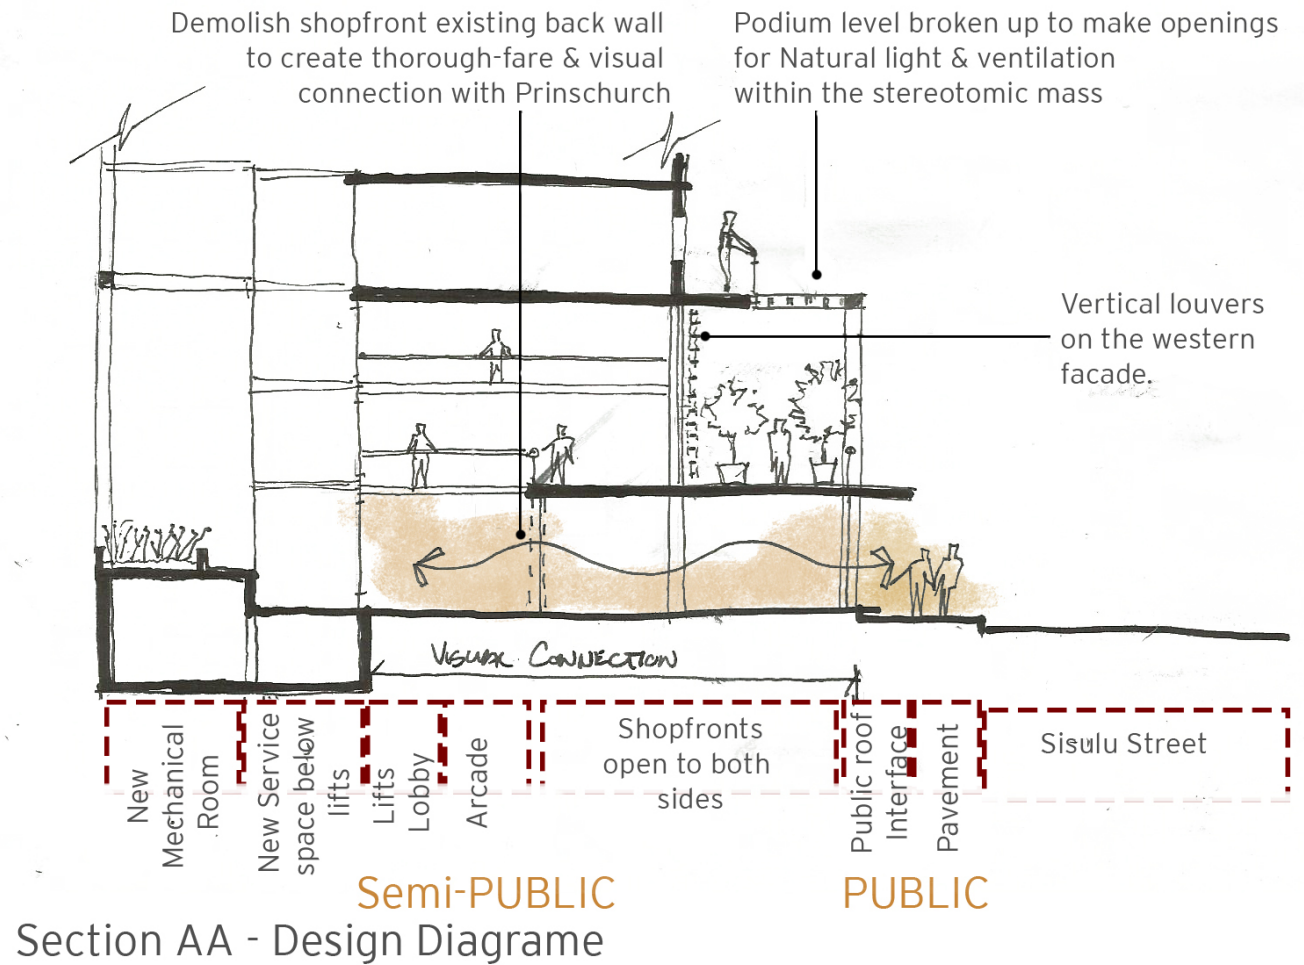 Demolish shopfront existing back wall
to create thorough-fare & visual
connection with Prinschurch
Podium level broken up to make openings
for Natural light & ventilation
within the stereotomic mass
Vertical louvers
on the western
facade.
VISUAL CONNECTION
New
Mechanical
Room
New Service
space below
lifts
Lifts
Lobby
Arcade
Shopfronts
open to both
sides
Public roof
Interface
Pavement
Sisulu Street
Semi-PUBLIC
PUBLIC
Section AA - Design Diagrame